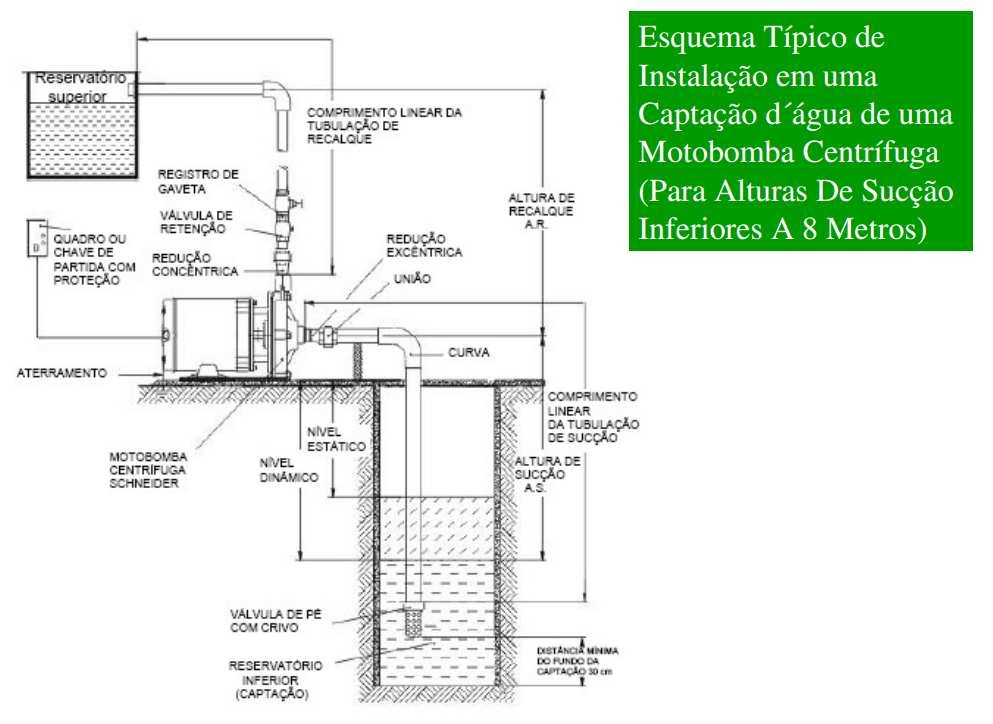 Esquema Típico de
Instalação em uma
Captação d´água de uma
Motobomba Centrífuga
(Para Alturas De Sucção
Inferiores A 8 Metros)
Reservatório
superior
COMPRIMENTO LINEAR DA
TUBULAÇÃO DE
RECALQUE
REGISTRO DE
GAVETA
VÁLVULA DE
RETENÇÃO
REDUÇÃO
CONCÊNTRICA
ALTURA DE
RECALQUE
A.R.
QUADRO OU
CHAVE DE
PARTIDA COM
PROTEÇÃO
REDUÇÃO
EXCÊNTRICA
UNIÃO
CURVA
ATERRAMENTO
MOTOBOMBA
CENTRÍFUGA
SCHNEIDER
NÍVEL
ESTÁTICO
NÍVEL
DINÂMICO
COMPRIMENTO
LINEAR
DA TUBULAÇÃO
DE SUCÇÃO
ALTURA DE
SUCÇÃO
A.S.
VÁLVULA DE PÉ
COM CRIVO
RESERVATÓRIO
INFERIOR
(CAPTAÇÃO)
DISTÂNCIA MÍNIMA
DO FUNDO DA
CAPTAÇÃO 30 cm